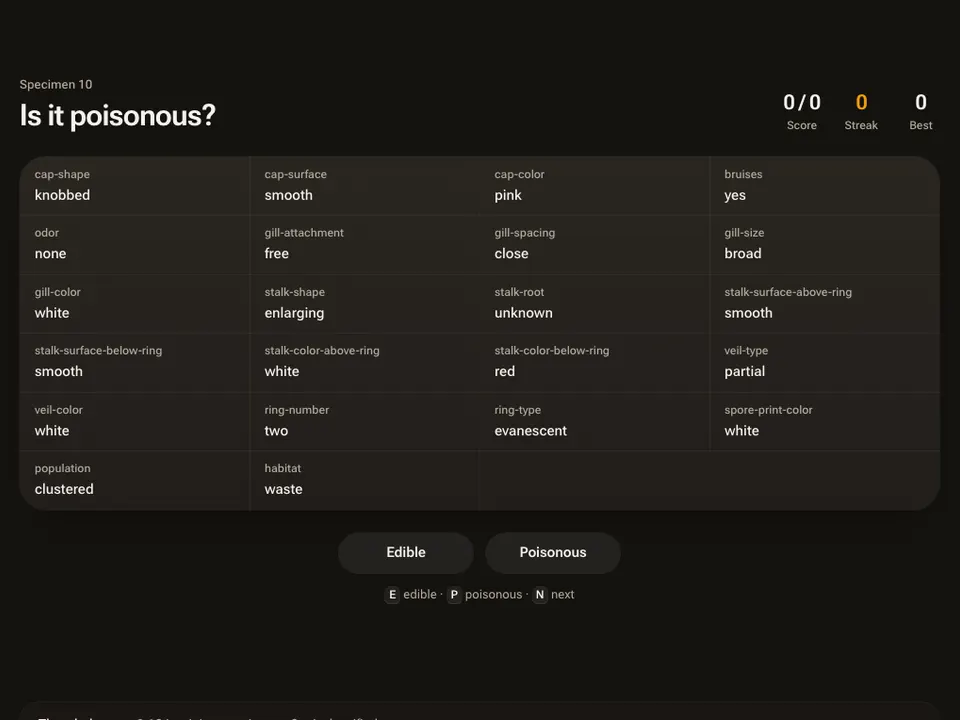 Specimen 10
Is it poisonous?
0/0
Score
0
Streak
0
Best
cap-shape
knobbed
cap-surface
smooth
cap-color
pink
bruises
yes
odor
none
gill-attachment
free
gill-spacing
close
gill-size
broad
gill-color
white
stalk-shape
enlarging
stalk-root
unknown
stalk-surface-above-ring
smooth
stalk-surface-below-ring
smooth
stalk-color-above-ring
white
stalk-color-below-ring
red
veil-type
partial
veil-color
white
ring-number
two
ring-type
evanescent
spore-print-color
white
population
clustered
habitat
waste
Edible
Poisonous
E edible · P poisonous · N next